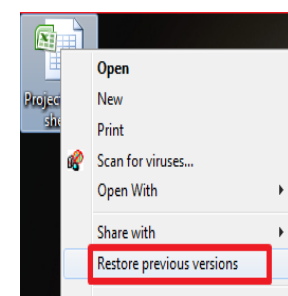 Open
Projec
New
she
Print
Scan for viruses...
Open With
Share with
Restore previous versions